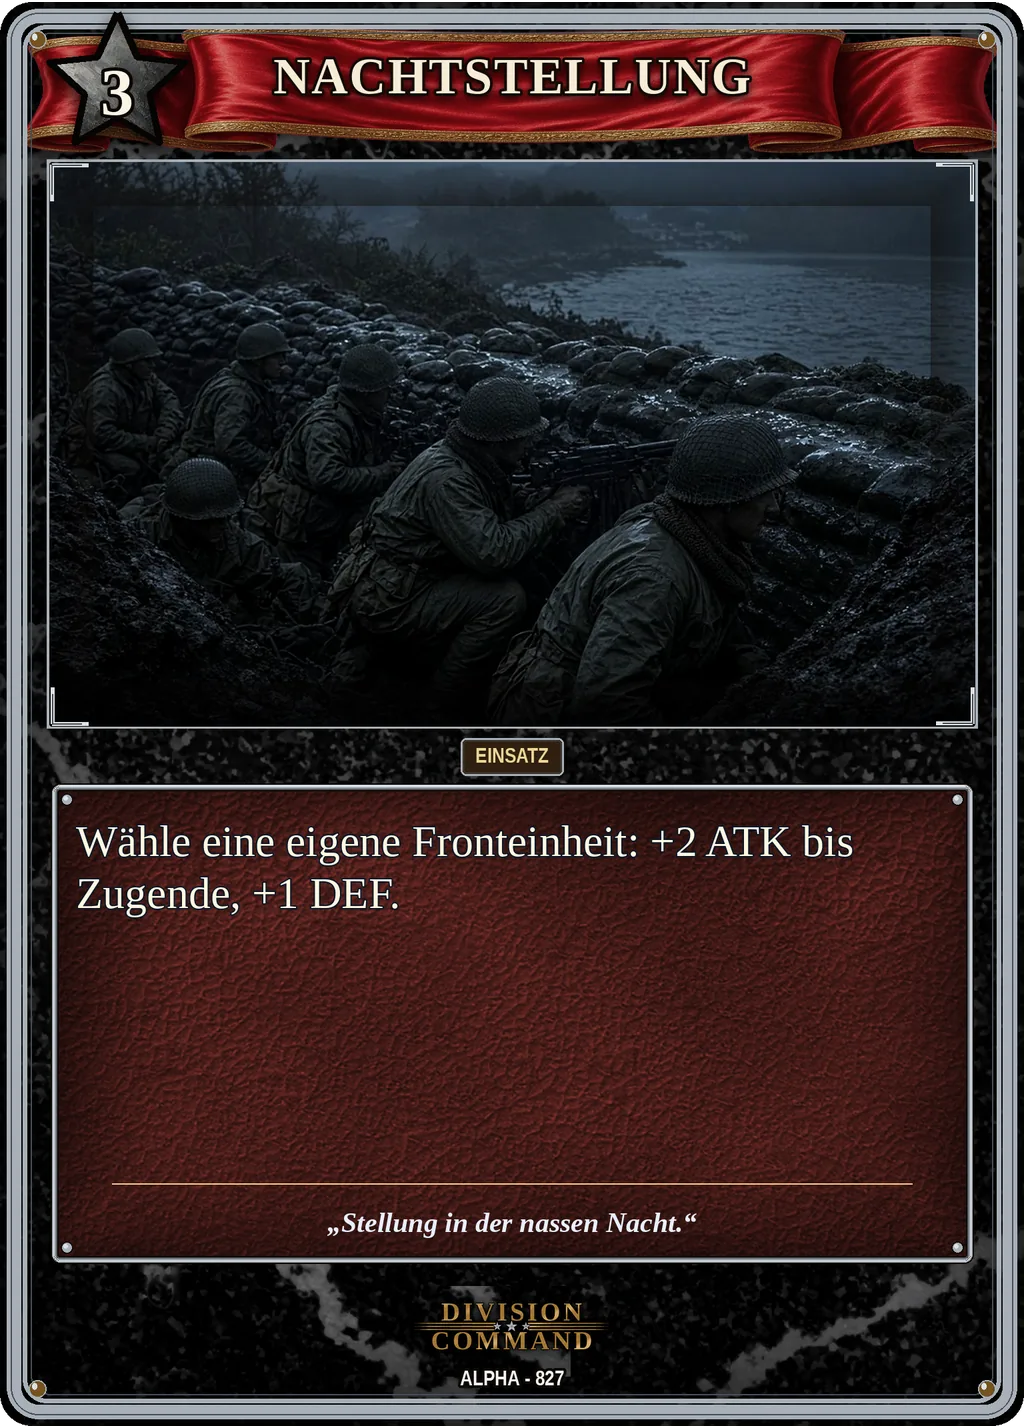 3
NACHTSTELLUNG
EINSATZ
Wähle eine eigene Fronteinheit: +2 ATK bis
Zugende, +1 DEF.
„Stellung in der nassen Nacht.“
DIVISION
COMMAND
ALPHA - 827